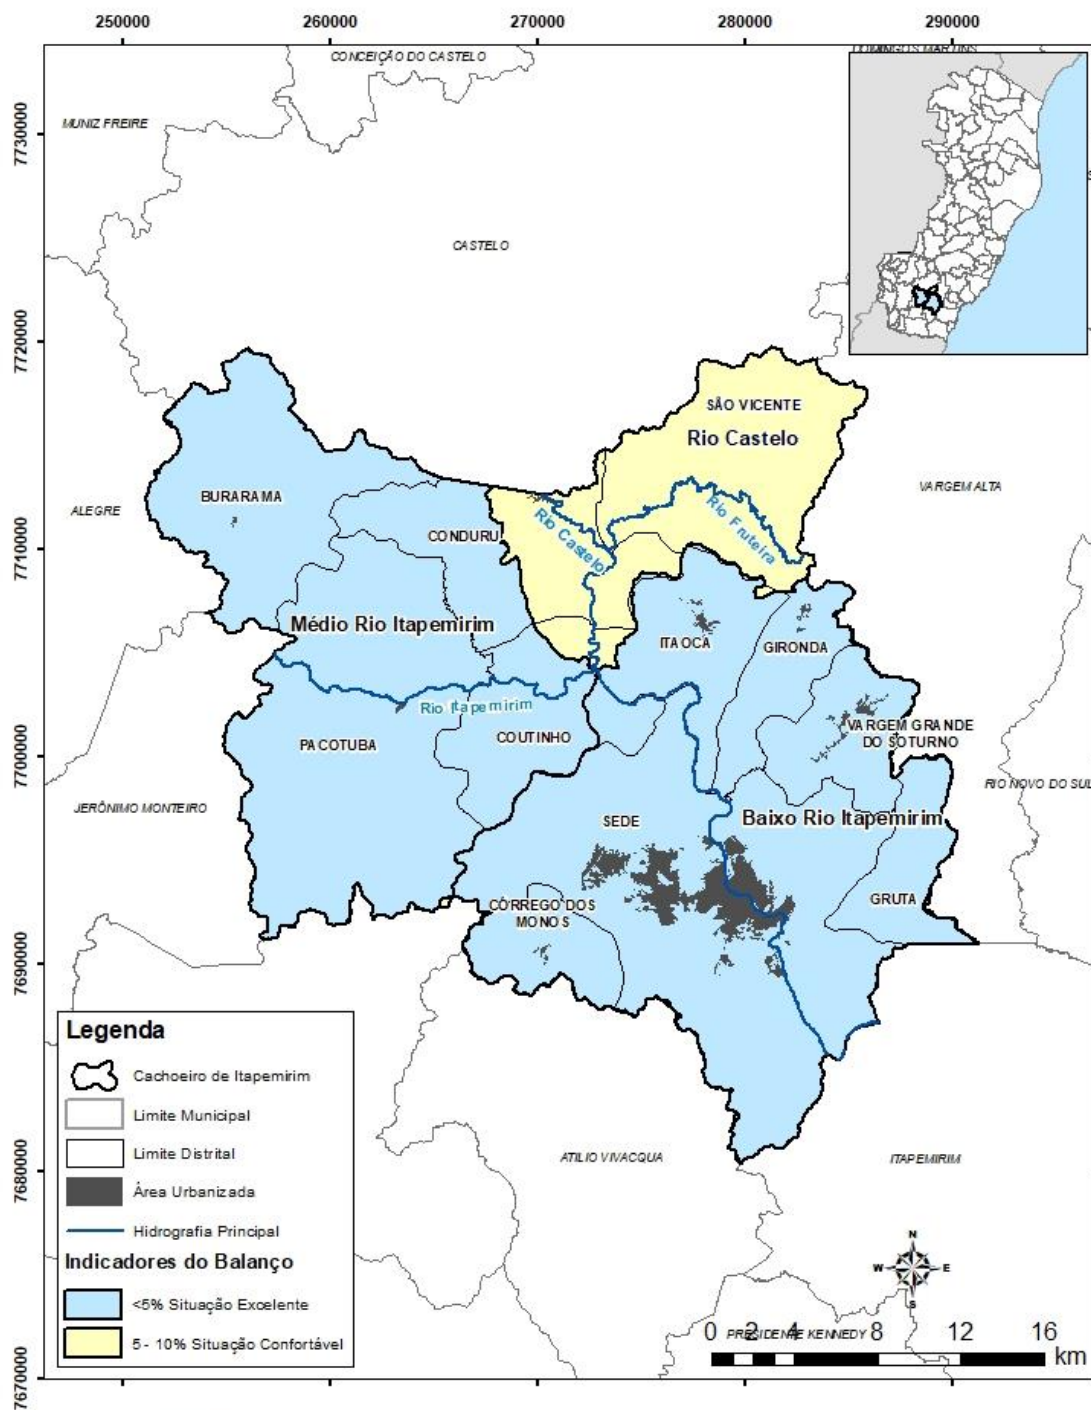 250000
260000
270000
280000
290000
DOMINGOS MARTINS
CONCEIÇÃO DO CASTELO
MUNIZ FREIRE
7730000
CASTELO
7720000
SÃO VICENTE
Rio Castelo
BURARAMA
VARGEM ALTA
ALEGRE
CONDURU
Rio Castelo
Rio Fruteira
7710000
Médio Rio Itapemirim
ITAOCA
GIRONDA
Rio Itapemirim
PACOTUBA
COUTINHO
VARGEM GRANDE
DO SOTURNO
7700000
RIO NOVO DO SUL
JERÔNIMO MONTEIRO
SEDE
Baixo Rio Itapemirim
CÔRREGO DOS
MONOS
GRUTA
7690000
Legenda
Cachoeiro de Itapemirim
Limite Municipal
Limite Distrital
Área Urbanizada
Hidrografia Principal
Indicadores do Balanço
<5% Situação Excelente
5 - 10% Situação Confortável
7680000
7670000
ATILIO VIVACQUA
ITAPEMIRIM
N
W
E
S
PRESIDENTE KENNEDY
0 2 4 8 12 16
km